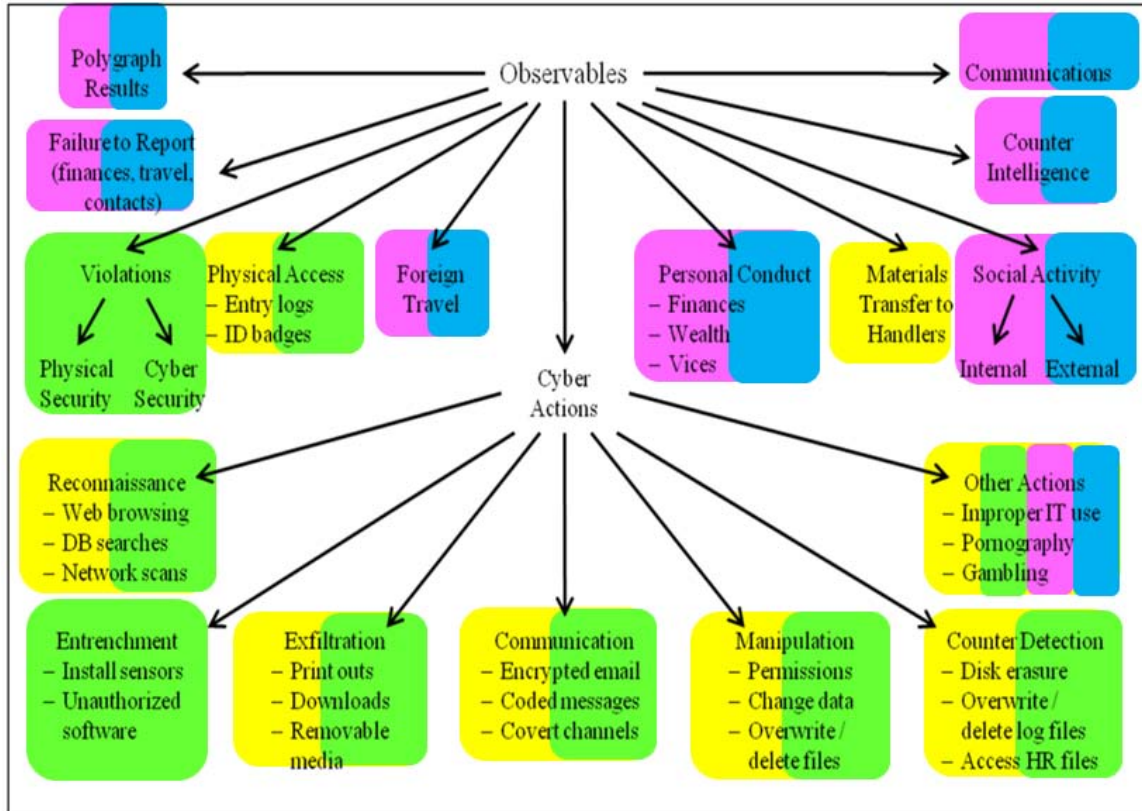 Polygraph
Results
Observables
Communications
Failure to Report
(finances, travel,
contacts)
Counter
Intelligence
Violations
Physical
Security
Cyber
Security
Physical Access
– Entry logs
– ID badges
Foreign
Travel
Personal Conduct
– Finances
– Wealth
– Vices
Materials
Transfer to
Handlers
Social Activity
Internal
External
Cyber
Actions
Reconnaissance
– Web browsing
– DB searches
– Network scans
Other Actions
– Improper IT use
– Pornography
– Gambling
Entrenchment
– Install sensors
– Unauthorized
software
Exfiltration
– Print outs
– Downloads
– Removable
media
Communication
– Encrypted email
– Coded messages
– Covert channels
Manipulation
– Permissions
– Change data
– Overwrite /
delete files
Counter Detection
– Disk erasure
– Overwrite /
delete log files
– Access HR files